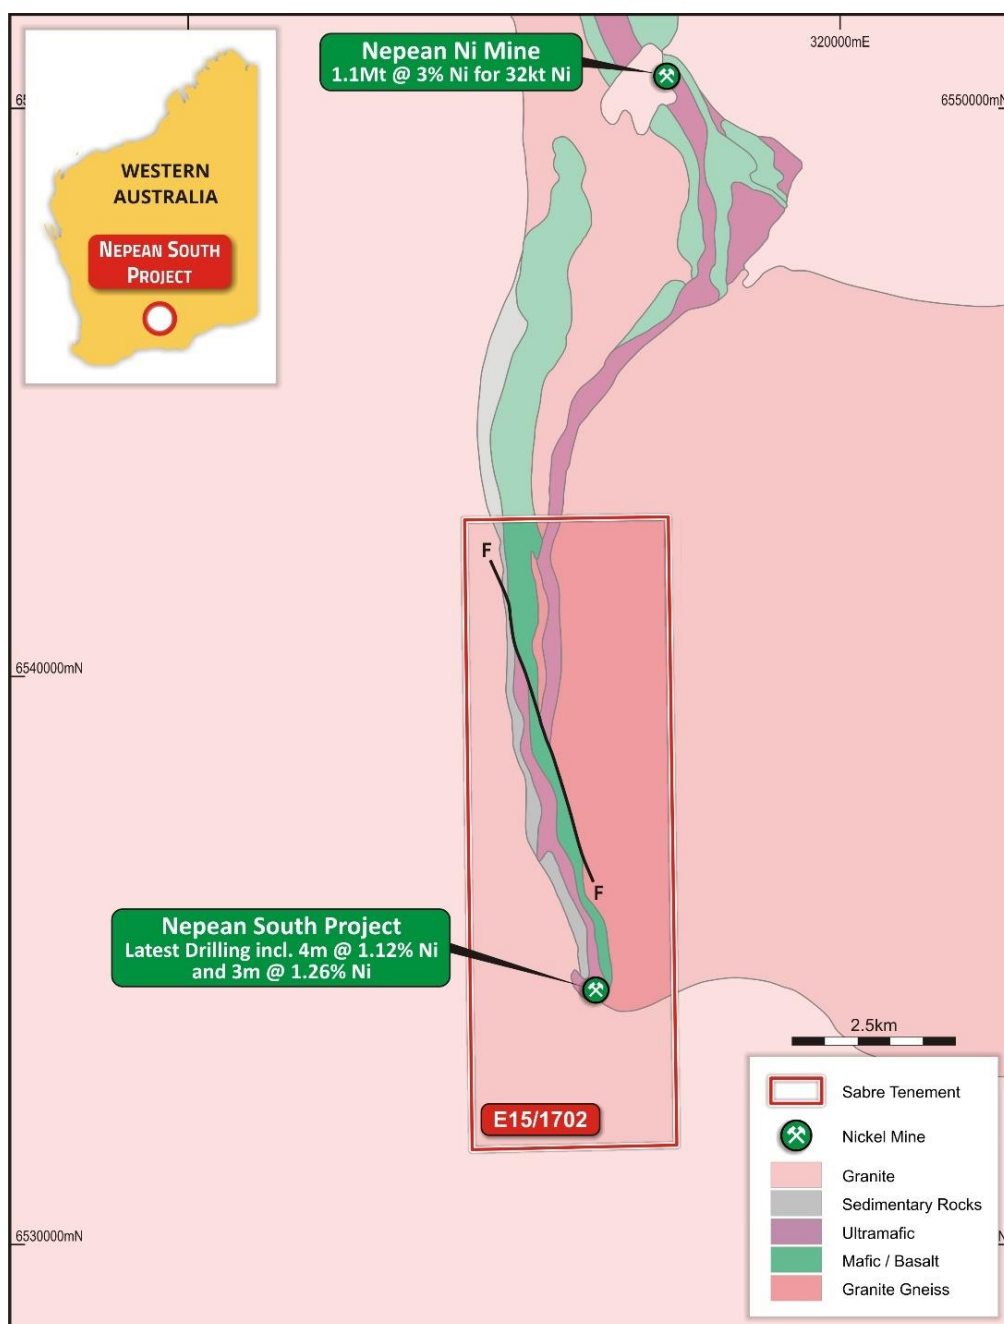 Nepean Ni Mine
1.1Mt @ 3% Ni for 32kt Ni
320000mE
6550000mN
WESTERN
AUSTRALIA
NEPEAN SOUTH
PROJECT
F
6540000mN
F
Nepean South Project
Latest Drilling incl. 4m @ 1.12% Ni
and 3m @ 1.26% Ni
2.5km
E15/1702
6530000mN
Sabre Tenement
Nickel Mine
Granite
Sedimentary Rocks
Ultramafic
Mafic / Basalt
Granite Gneiss